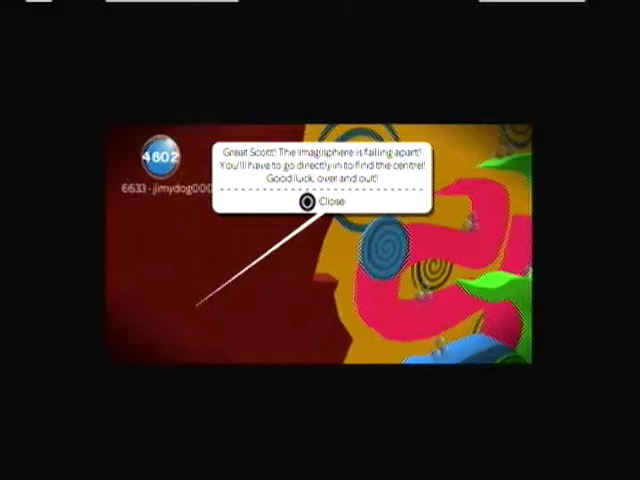 4602
Great Scott! The Imagisphere is falling apart!
You'll have to go directly in to find the centre!
Good luck, over and out!
6633 - jimydog000
Close